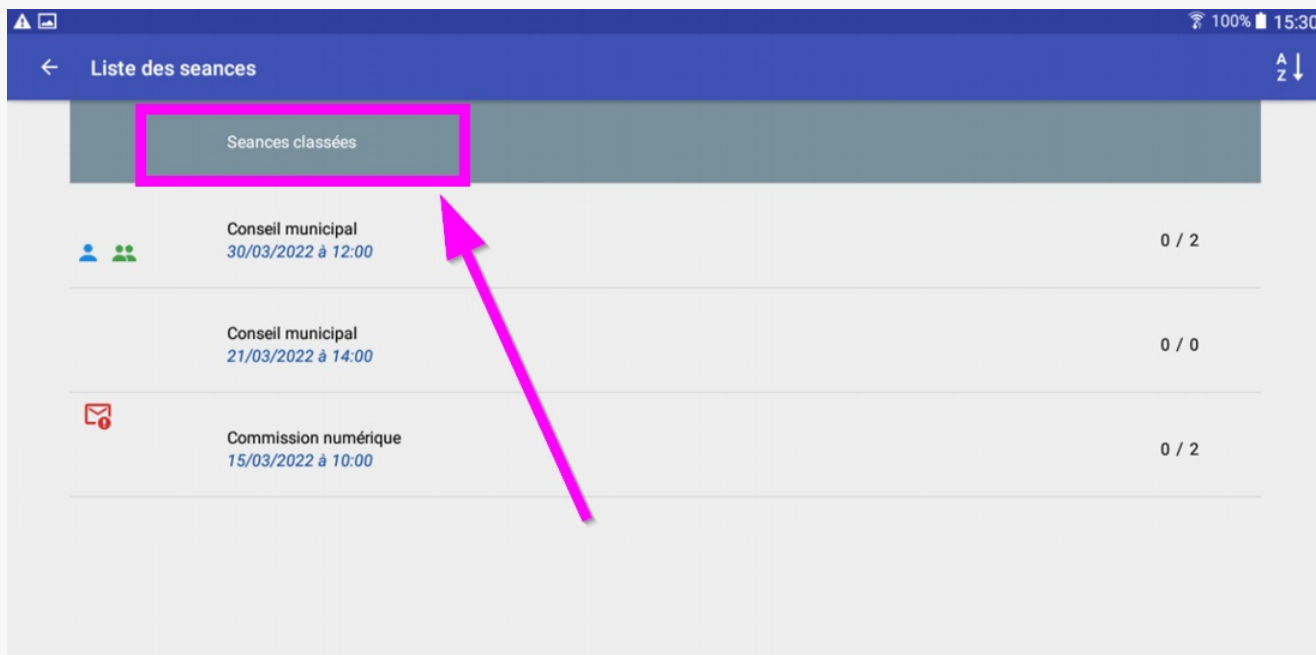 100% 15:30
Liste des seances
A
Z
Seances classées
Conseil municipal
30/03/2022 à 12:00
0 / 2
Conseil municipal
21/03/2022 à 14:00
0 / 0
Commission numérique
15/03/2022 à 10:00
0 / 2